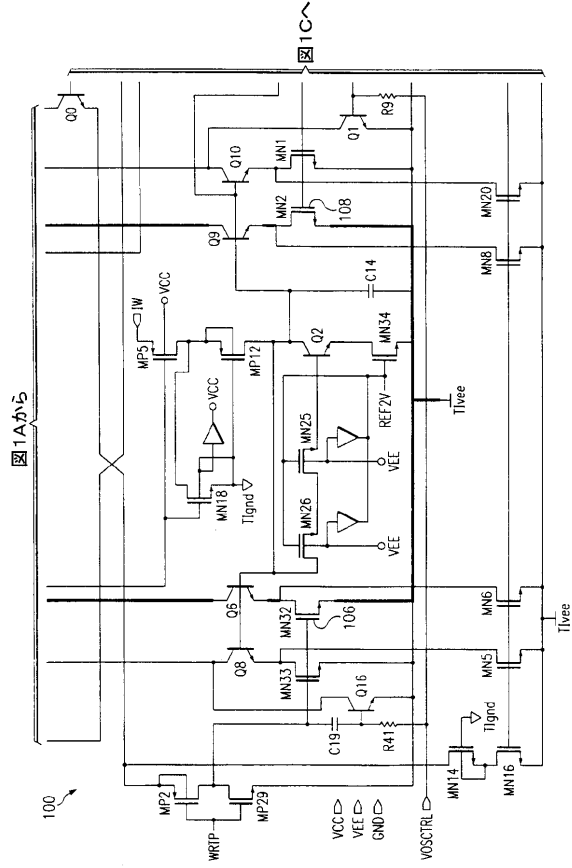 図1Aから
図1Cへ
100
Q0
IW
VCC
MP5
MP12
VCC
MN18
TIgnd
Q10
Q9
MN1
MN2
108
Q1
R9
C14
Q2
MN34
REF2V
MN25
MN26
VEE
VEE
TIvee
Q6
Q8
MN32
MN33
106
Q16
C19
R41
MP2
MP29
WRTP
VCC
VEE
GND
VOSCTRL
MN20
MN8
MN6
MN5
TIvee
TIgnd
MN14
MN16